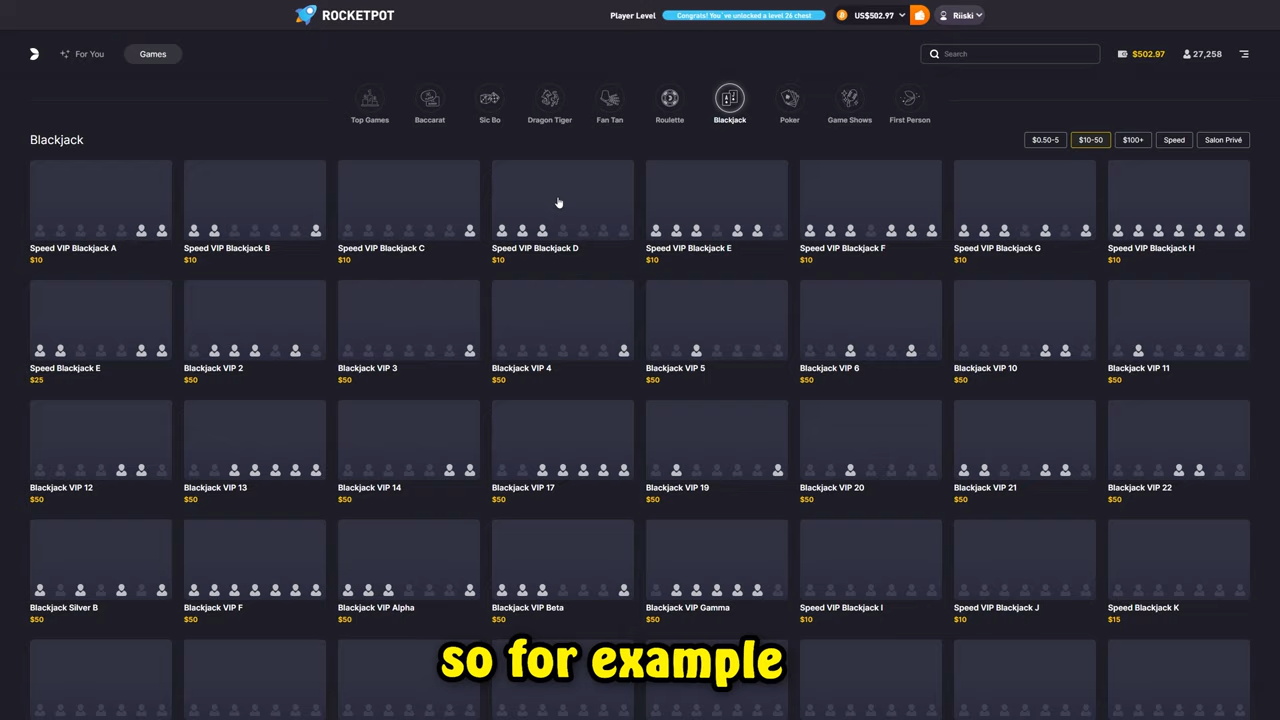 ROCKETPOT
Player Level
Congrats! You've unlocked a level 26 chest
US$502.97
Riiski
For You
Games
Search
$502.97
27,258
Top Games
Baccarat
Sic Bo
Dragon Tiger
Fan Tan
Roulette
Blackjack
Poker
Game Shows
First Person
Blackjack
$0.50-5
$10-50
$100+
Speed
Salon Privé
Speed VIP Blackjack A
Speed VIP Blackjack B
Speed VIP Blackjack C
Speed VIP Blackjack D
Speed VIP Blackjack E
Speed VIP Blackjack F
Speed VIP Blackjack G
Speed VIP Blackjack H
$10
$10
$10
$10
$10
$10
$10
$10
Speed Blackjack E
Blackjack VIP 2
Blackjack VIP 3
Blackjack VIP 4
Blackjack VIP 5
Blackjack VIP 6
Blackjack VIP 10
Blackjack VIP 11
$25
$50
$50
$50
$50
$50
$50
$50
Blackjack VIP 12
Blackjack VIP 13
Blackjack VIP 14
Blackjack VIP 17
Blackjack VIP 19
Blackjack VIP 20
Blackjack VIP 21
Blackjack VIP 22
$50
$50
$50
$50
$50
$50
$50
$50
Blackjack Silver B
Blackjack VIP F
Blackjack VIP Alpha
Blackjack VIP Beta
Blackjack VIP Gamma
Speed VIP Blackjack I
Speed VIP Blackjack J
Speed Blackjack K
$50
$50
$50
$50
$50
$10
$10
$15
so for example